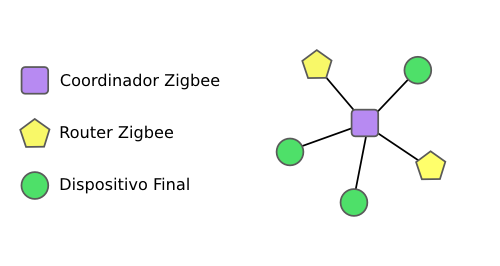 Coordinador Zigbee
Router Zigbee
Dispositivo Final